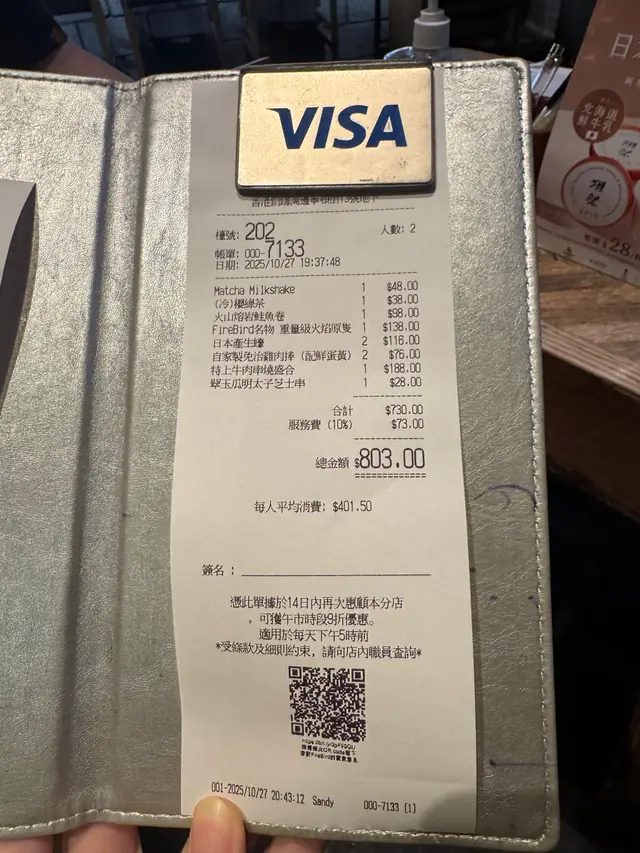 VISA
檯號: 202 人數: 2
帳單: 000-7133
日期: 2025/10/27 19:37:48
Matcha Milkshake 1 $48.00
(冷)櫻綠茶 1 $38.00
火山熔岩鮭魚卷 1 $98.00
FireBird名物 重量級火焰原隻 1 $138.00
日本產生蠔 2 $116.00
自家製免治雞肉捧 (配鮮蛋黃) 2 $76.00
特上牛肉串燒盛合 1 $188.00
翠玉瓜明太子芝士串 1 $28.00
合計 $730.00
服務費 (10%) $73.00
總金額 $803.00
每人平均消費: $401.50
簽名:
憑此單據於14日內再次惠顧本分店
, 可獲午市時段9折優惠。
適用於每天下午5時前
*受條款及細則約束, 請向店內職員查詢*
001-2025/10/27 20:43:12 Sandy 000-7133 [1]
北海道
鮮牛乳
28